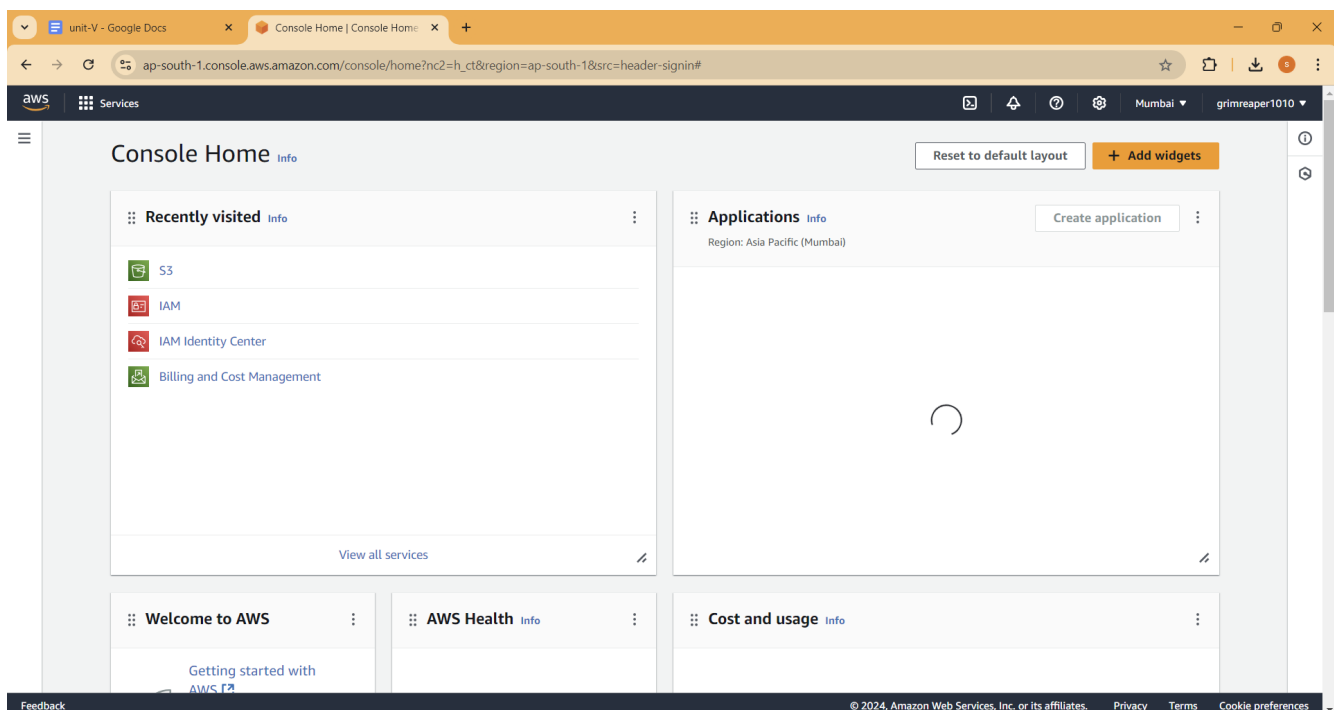 unit-V - Google Docs
Console Home | Console Home
ap-south-1.console.aws.amazon.com/console/home?nc2=h_ct&region=ap-south-1&src=header-signin#
S
aws
Services
Mumbai
grimreaper1010
Console Home Info
Reset to default layout
+ Add widgets
Recently visited Info
S3
IAM
IAM Identity Center
Billing and Cost Management
View all services
Applications Info
Create application
Region: Asia Pacific (Mumbai)
Welcome to AWS
Getting started with
AWS
AWS Health Info
Cost and usage Info
Feedback
© 2024, Amazon Web Services, Inc. or its affiliates.
Privacy
Terms
Cookie preferences